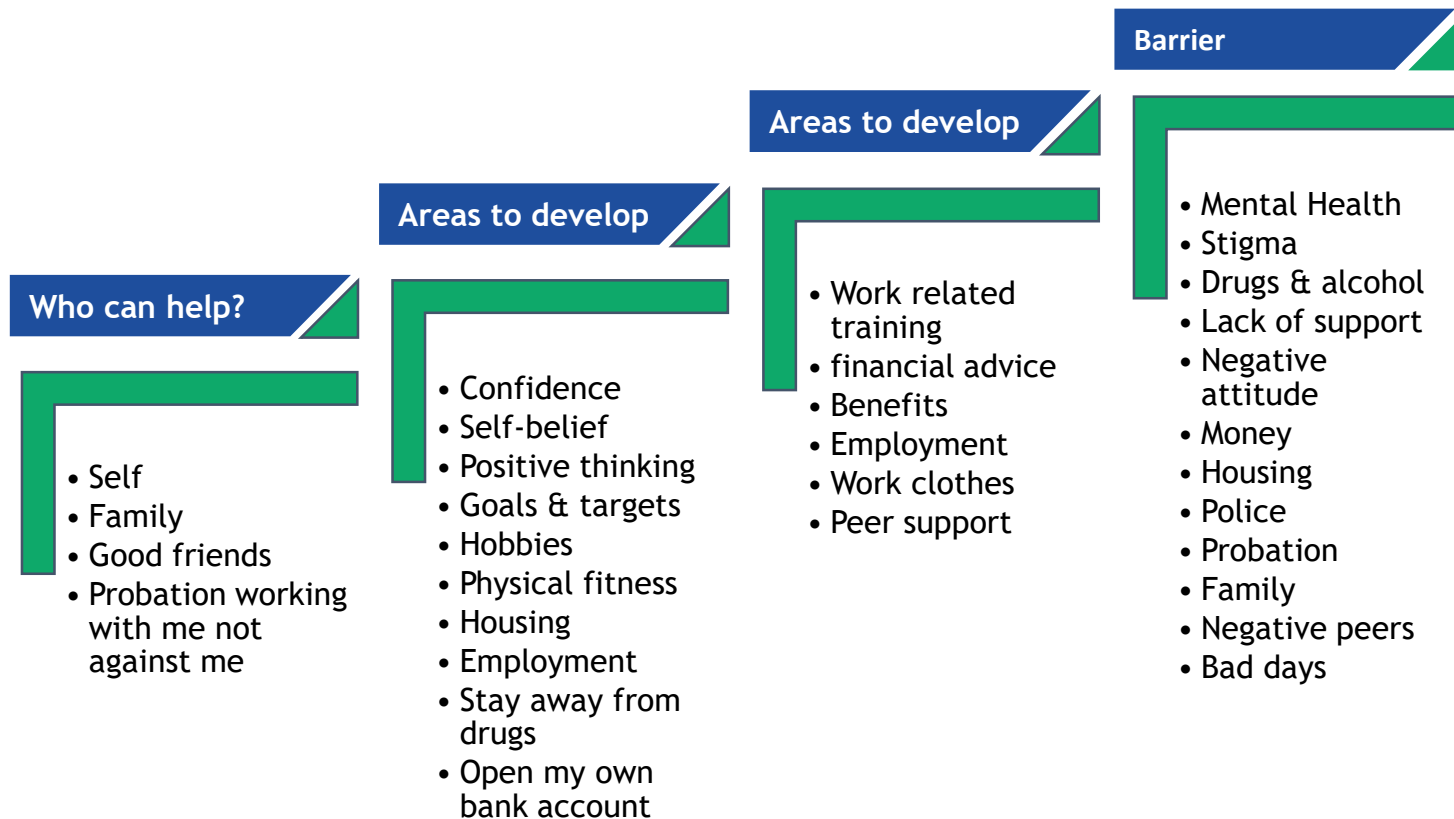 Who can help?
• Self
• Family
• Good friends
• Probation working
with me not
against me
Areas to develop
• Confidence
• Self-belief
• Positive thinking
• Goals & targets
• Hobbies
• Physical fitness
• Housing
• Employment
• Stay away from
drugs
• Open my own
bank account
Areas to develop
• Work related
training
• financial advice
• Benefits
• Employment
• Work clothes
• Peer support
Barrier
• Mental Health
• Stigma
• Drugs & alcohol
• Lack of support
• Negative
attitude
• Money
• Housing
• Police
• Probation
• Family
• Negative peers
• Bad days